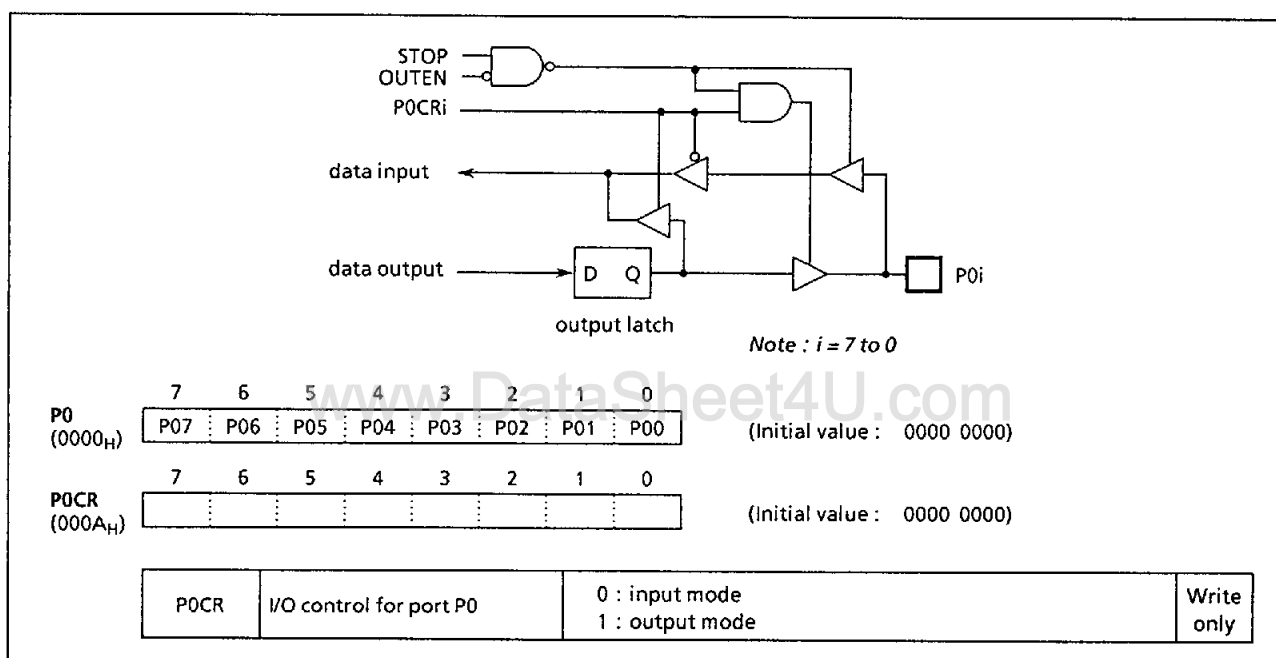 STOP
OUTEN
P0CRi
data input
data output
D Q
P0i
output latch
Note : i = 7 to 0
www.DataSheet4U.com
7 6 5 4 3 2 1 0
P0
(0000H)
P07 P06 P05 P04 P03 P02 P01 P00
(Initial value : 0000 0000)
7 6 5 4 3 2 1 0
P0CR
(000AH)
(Initial value : 0000 0000)
P0CR
I/O control for port P0
0 : input mode
1 : output mode
Write
only